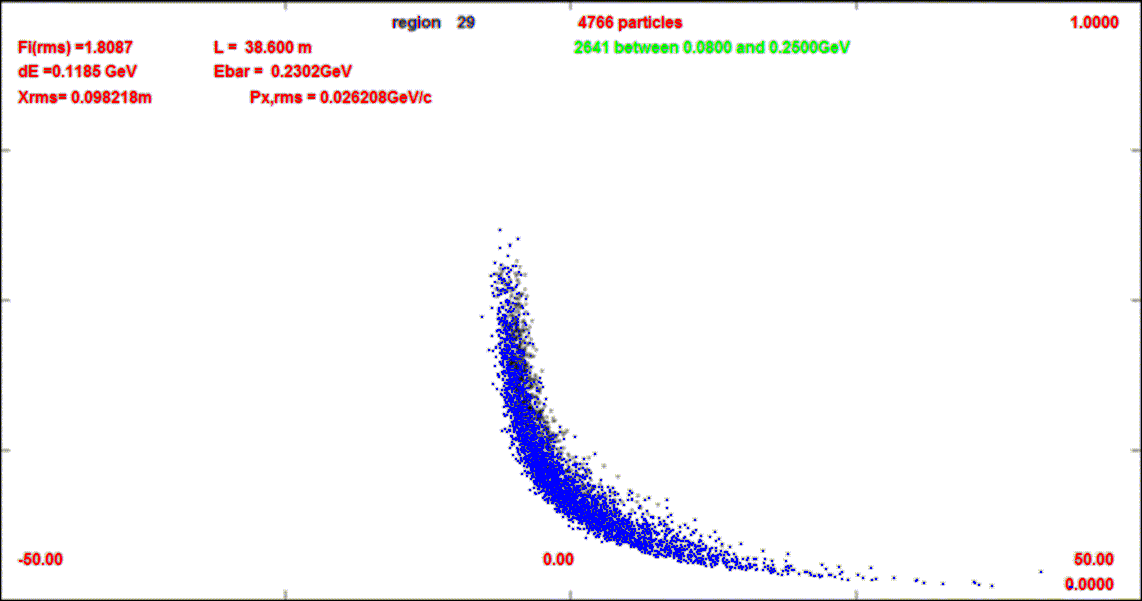 region 29 4766 particles 1.0000
Fi(rms) =1.8087 L = 38.600 m 2641 between 0.0800 and 0.2500GeV
dE =0.1185 GeV Ebar = 0.2302GeV
Xrms= 0.098218m Px,rms = 0.026208GeV/c
-50.00 0.00 50.00
0.0000